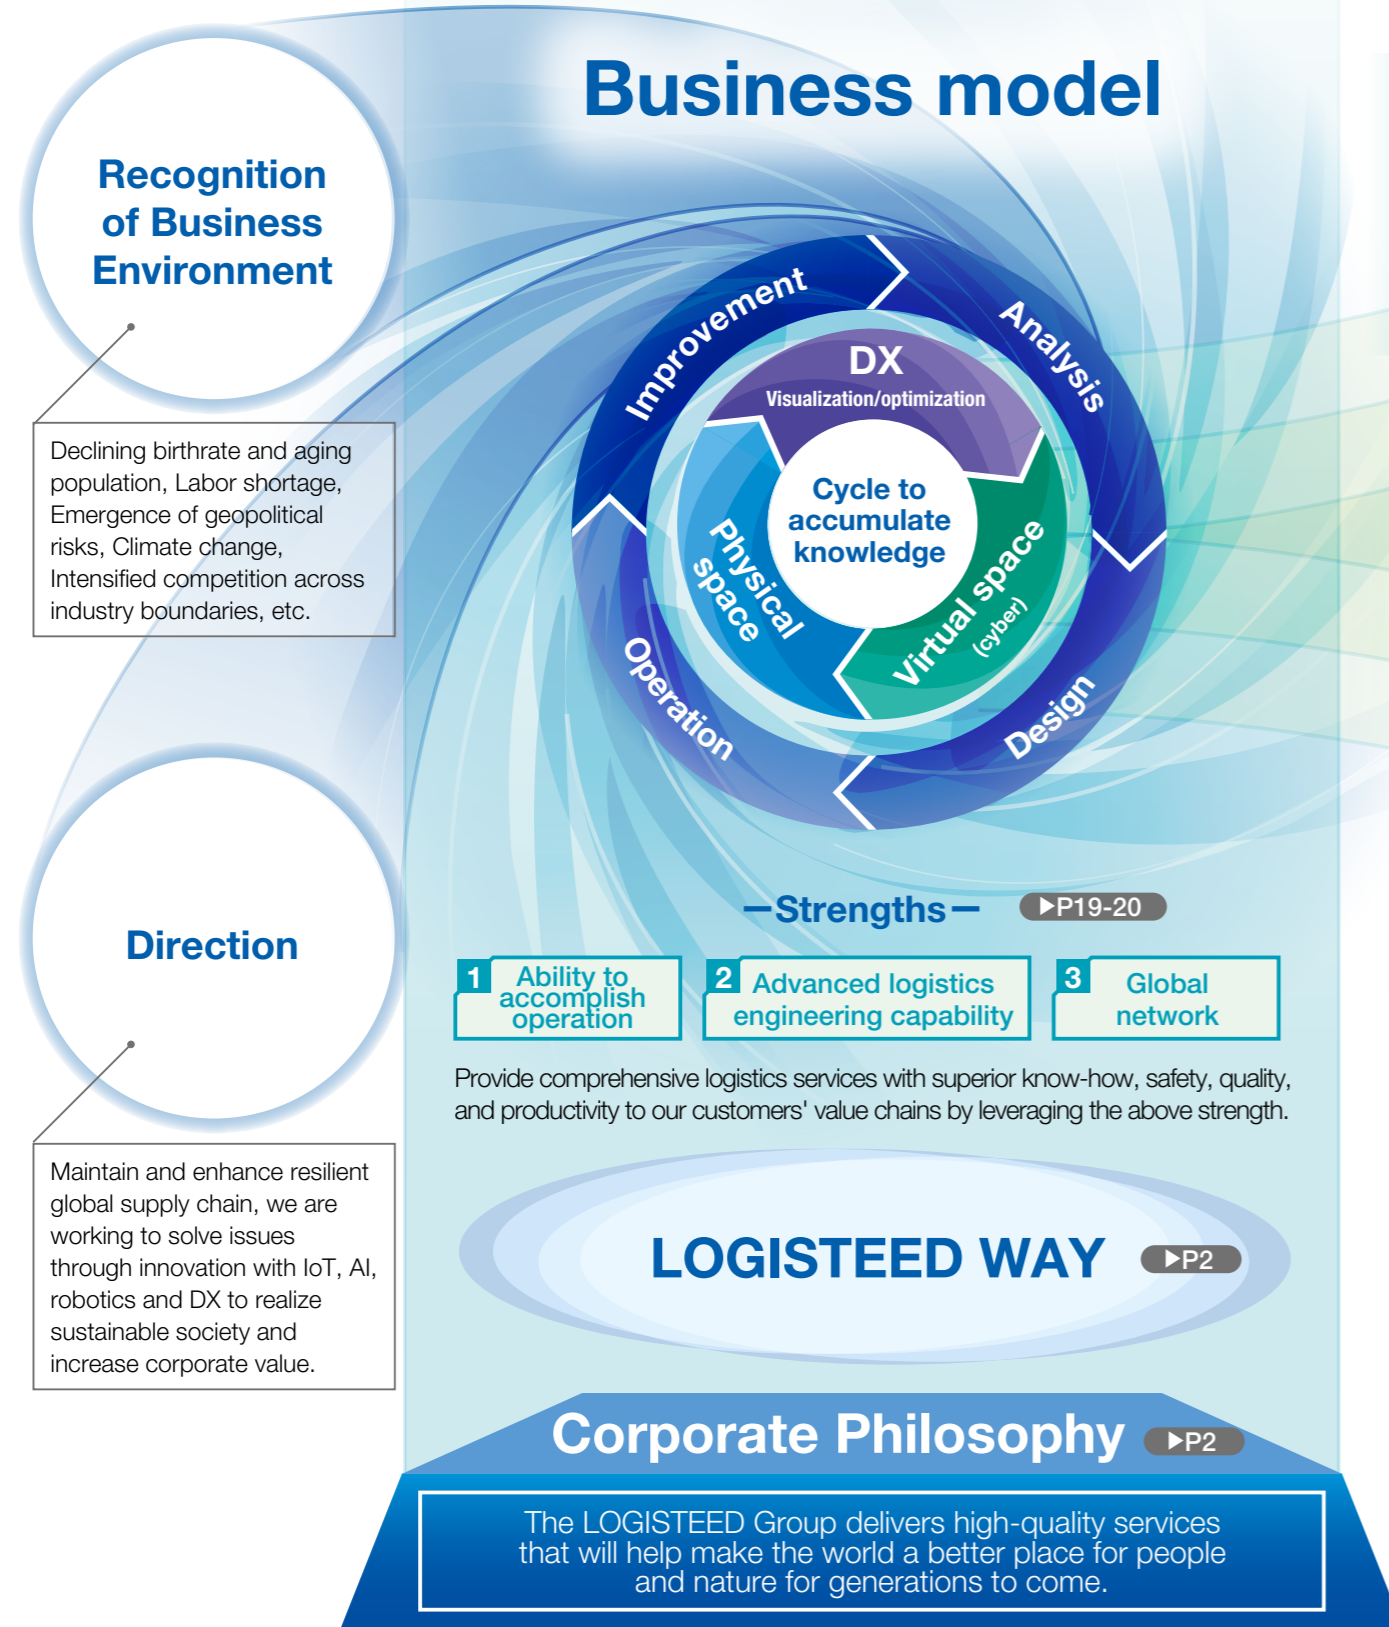 Business model
Recognition
of Business
Environment
Declining birthrate and aging
population, Labor shortage,
Emergence of geopolitical
risks, Climate change,
Intensified competition across
industry boundaries, etc.
Improvement
Analysis
Design
Operation
DX
Visualization/optimization
Virtual space
(cyber)
Physical
space
Cycle to
accumulate
knowledge
Direction
Maintain and enhance resilient
global supply chain, we are
working to solve issues
through innovation with IoT, AI,
robotics and DX to realize
sustainable society and
increase corporate value.
—Strengths—
▶P19-20
1 Ability to
accomplish
operation
2 Advanced logistics
engineering capability
3 Global
network
Provide comprehensive logistics services with superior know-how, safety, quality,
and productivity to our customers' value chains by leveraging the above strength.
LOGISTEED WAY ▶P2
Corporate Philosophy ▶P2
The LOGISTEED Group delivers high-quality services
that will help make the world a better place for people
and nature for generations to come.